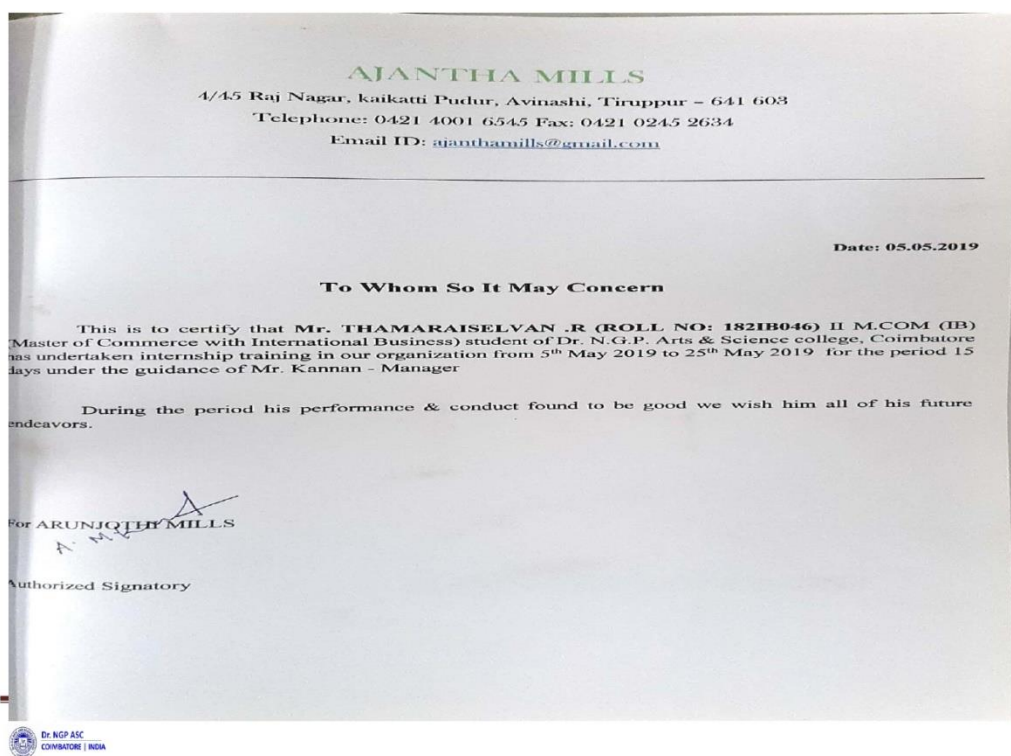 AJANTHA MILLS
4/45 Raj Nagar, kaikatti Pudur, Avinashi, Tiruppur – 641 603
Telephone: 0421 4001 6545 Fax: 0421 0245 2634
Email ID: ajanthamills@gmail.com
Date: 05.05.2019
To Whom So It May Concern
This is to certify that Mr. THAMARAISELVAN .R (ROLL NO: 182IB046) II M.COM (IB)
(Master of Commerce with International Business) student of Dr. N.G.P. Arts & Science college, Coimbatore
has undertaken internship training in our organization from 5th May 2019 to 25th May 2019 for the period 15
days under the guidance of Mr. Kannan - Manager
During the period his performance & conduct found to be good we wish him all of his future
endeavors.
For ARUNJOTHI MILLS
Authorized Signatory
Dr. NGP ASC
COIMBATORE | INDIA